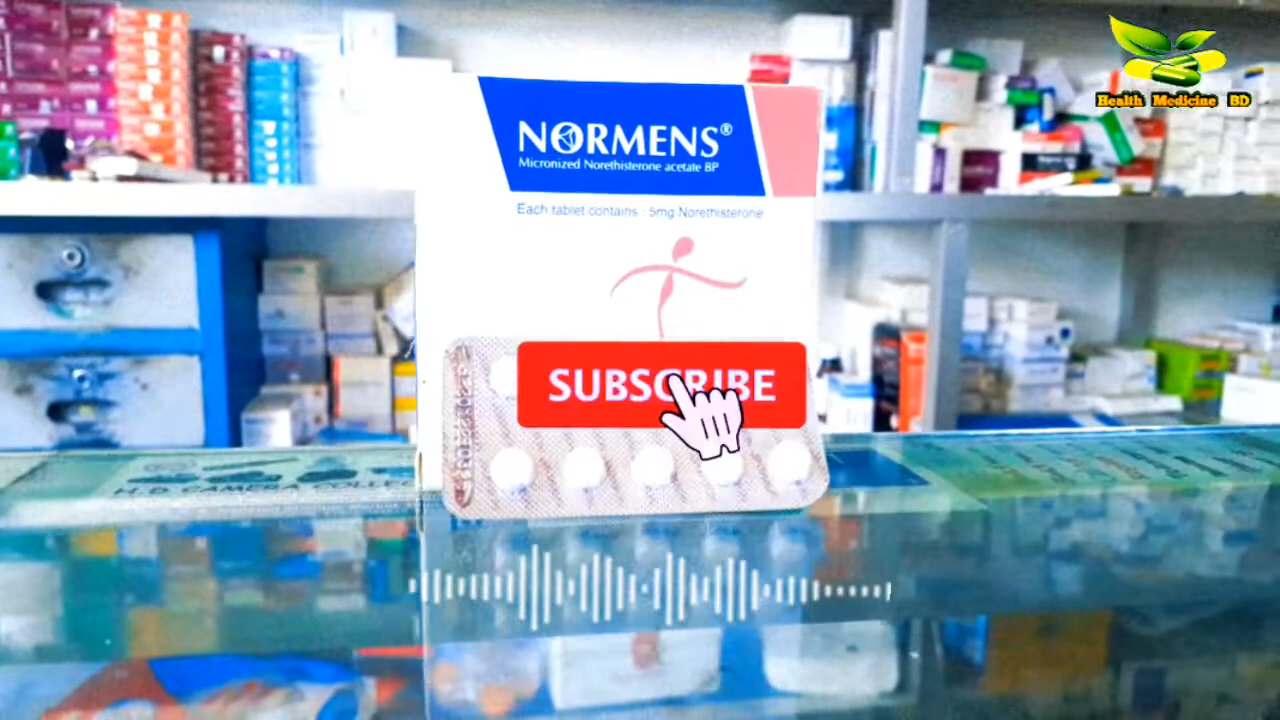 Health Medicine BD
NORMENS®
Micronized Norethisterone acetate BP
Each tablet contains : 5mg Norethisterone
SUBSCRIBE